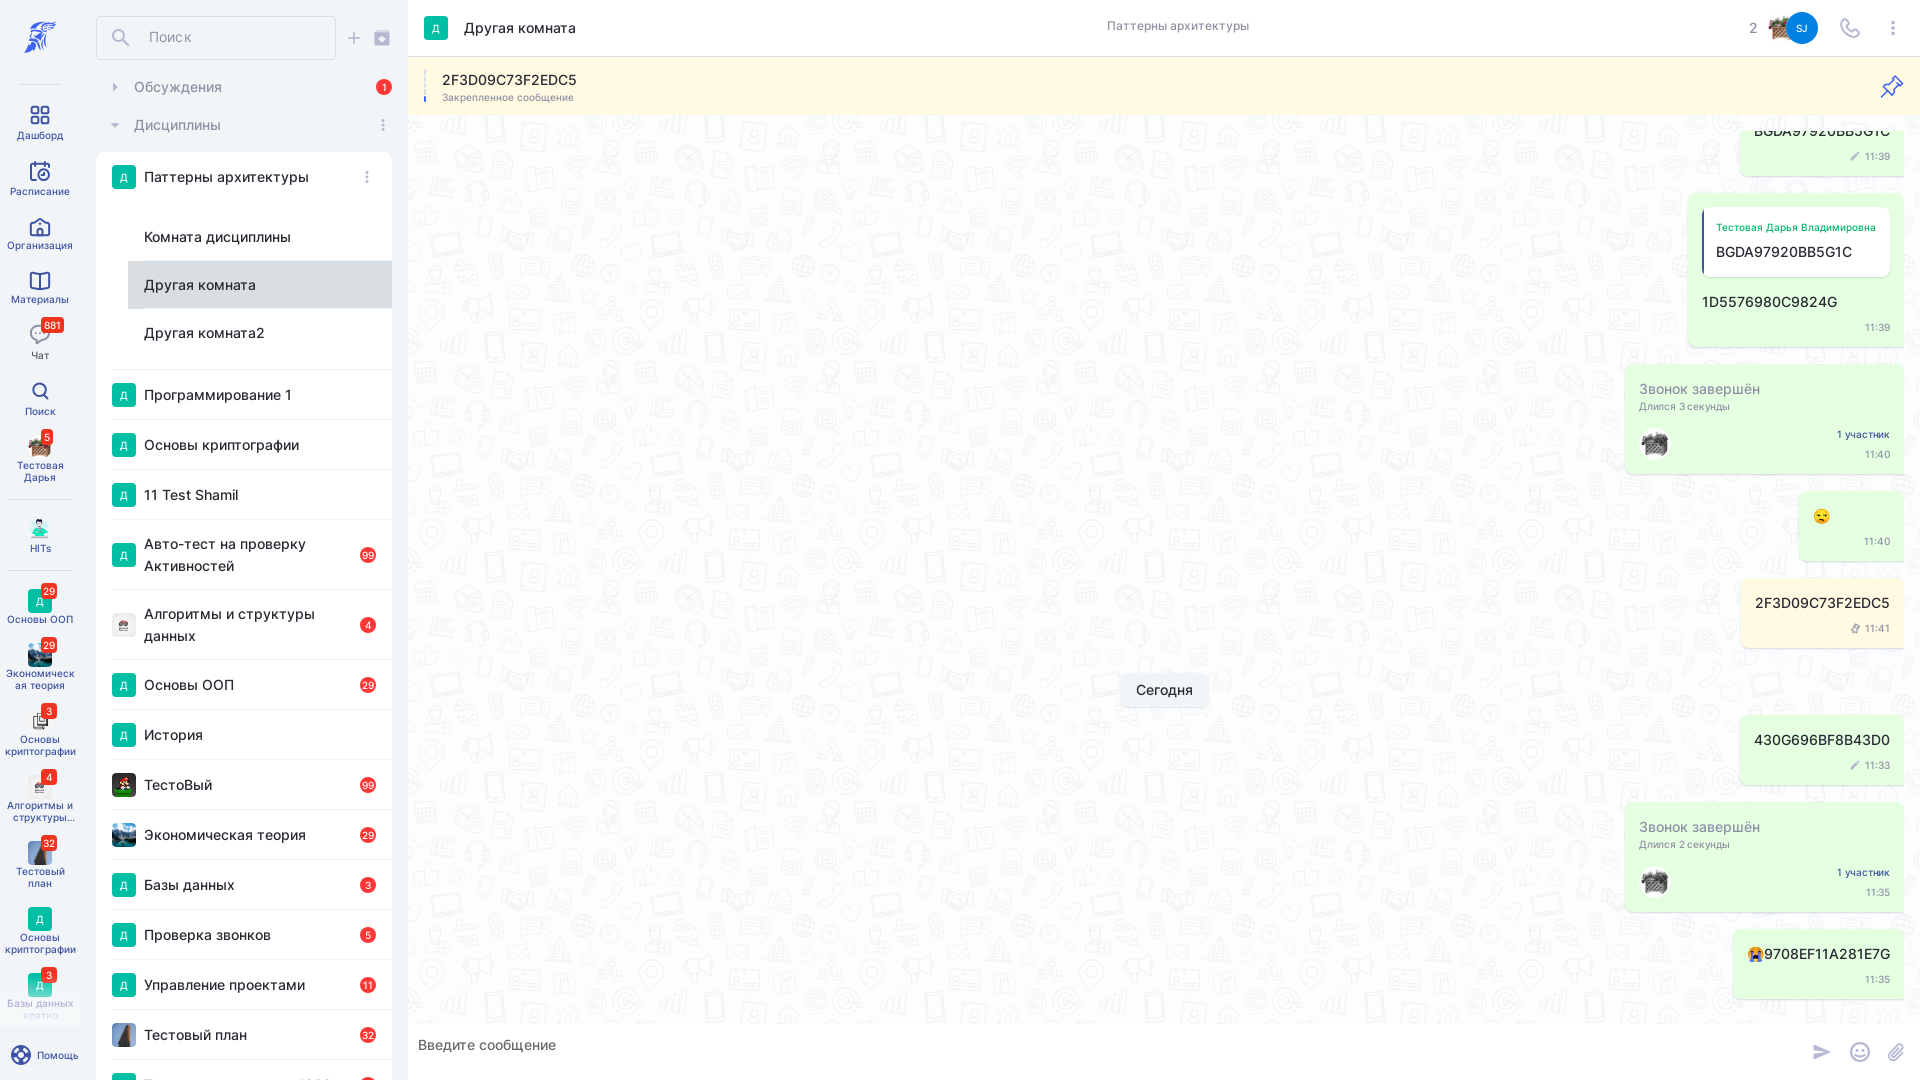 Дашборд
Расписание
Организация
Материалы
881
Чат
Поиск
5
Тестовая
Дарья
HITs
29
Д
Основы ООП
29
Экономическ
ая теория
3
Основы
криптографии
4
Алгоритмы и
структуры...
32
Тестовый
план
Д
Основы
криптографии
3
Д
Базы данных
кратко
Помощь
Поиск
Обсуждения
1
Дисциплины
Д
Паттерны архитектуры
Комната дисциплины
Другая комната
Другая комната2
Д
Программирование 1
Д
Основы криптографии
Д
11 Test Shamil
Д
Авто-тест на проверку
Активностей
99
Алгоритмы и структуры
данных
4
Д
Основы ООП
29
Д
История
ТестоВый
99
Экономическая теория
29
Д
Базы данных
3
Д
Проверка звонков
5
Д
Управление проектами
11
Тестовый план
32
Д
Другая комната
Паттерны архитектуры
2
SJ
2F3D09C73F2EDC5
Закрепленное сообщение
BGDA97920BB5G1C
11:39
Тестовая Дарья Владимировна
BGDA97920BB5G1C
1D5576980C9824G
11:39
Звонок завершён
Длился 3 секунды
1 участник
11:40
11:40
2F3D09C73F2EDC5
11:41
Сегодня
430G696BF8B43D0
11:33
Звонок завершён
Длился 2 секунды
1 участник
11:35
😭9708EF11A281E7G
11:35
Введите сообщение